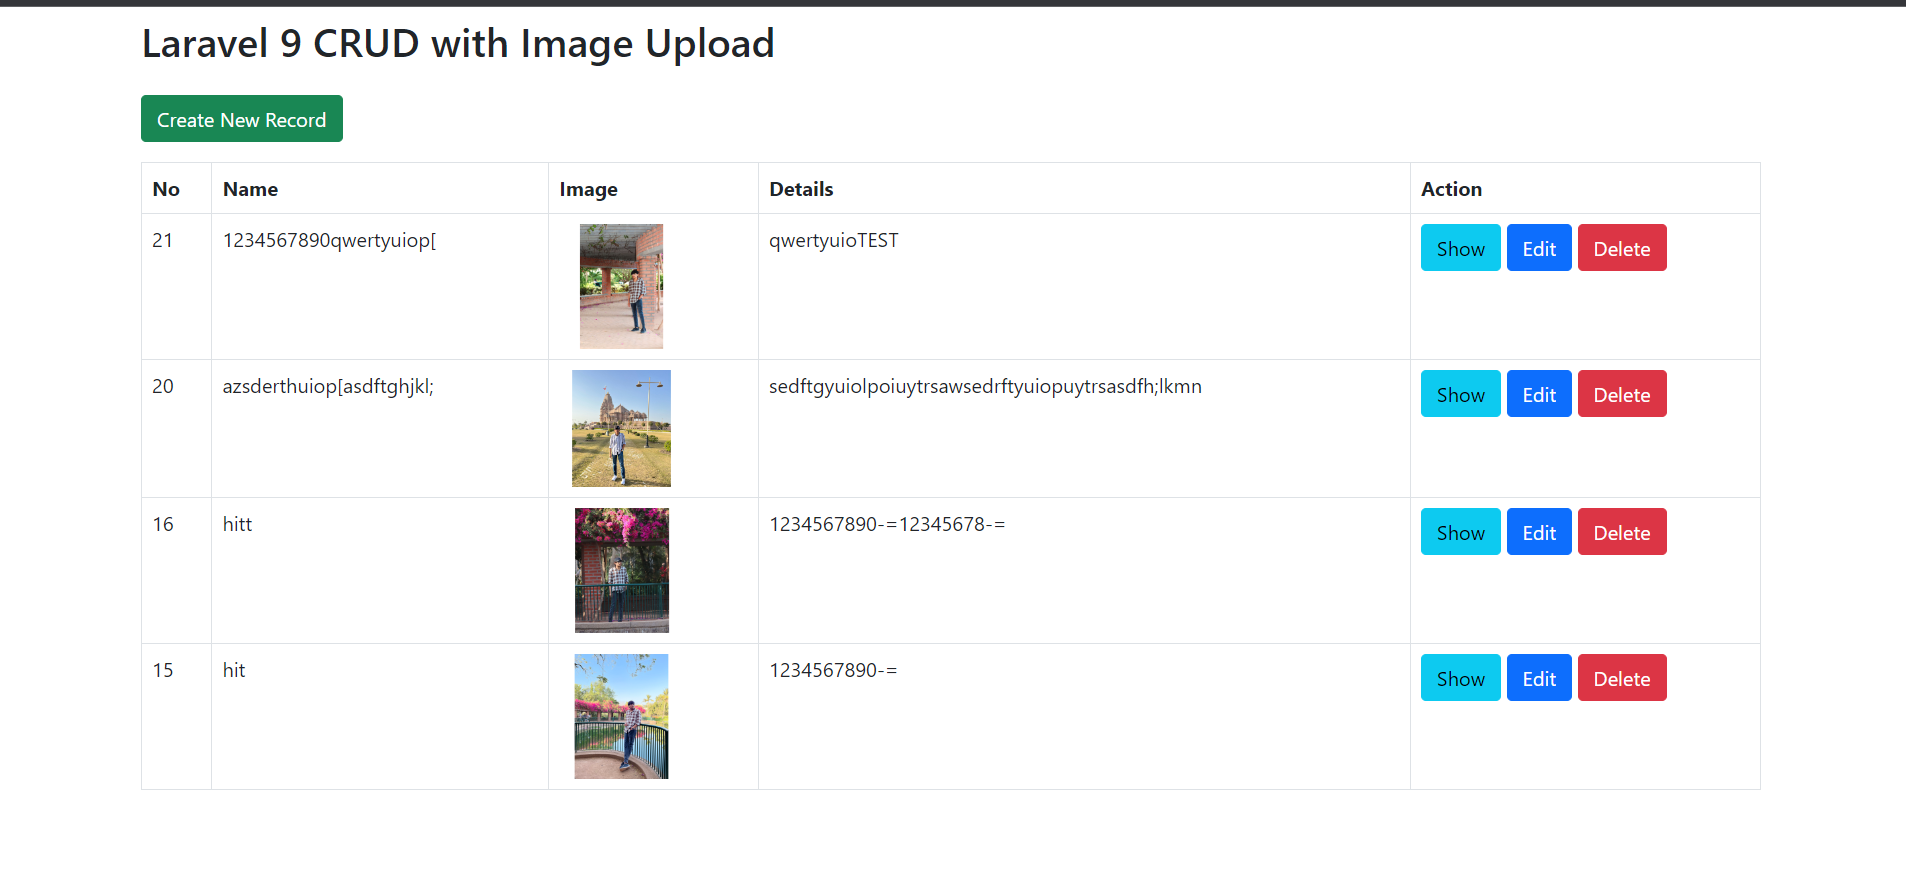 Laravel 9 CRUD with Image Upload
Create New Record
No Name Image Details Action
21 1234567890qwertyuiop[ qwertyuioTEST Show Edit Delete
20 azsderthuiop[asdftghjkl; sedftgyuiolpoiuytrsawsedrftyuiopuytrsasdfh;lkmn Show Edit Delete
16 hitt 1234567890-=12345678-= Show Edit Delete
15 hit 1234567890-= Show Edit Delete